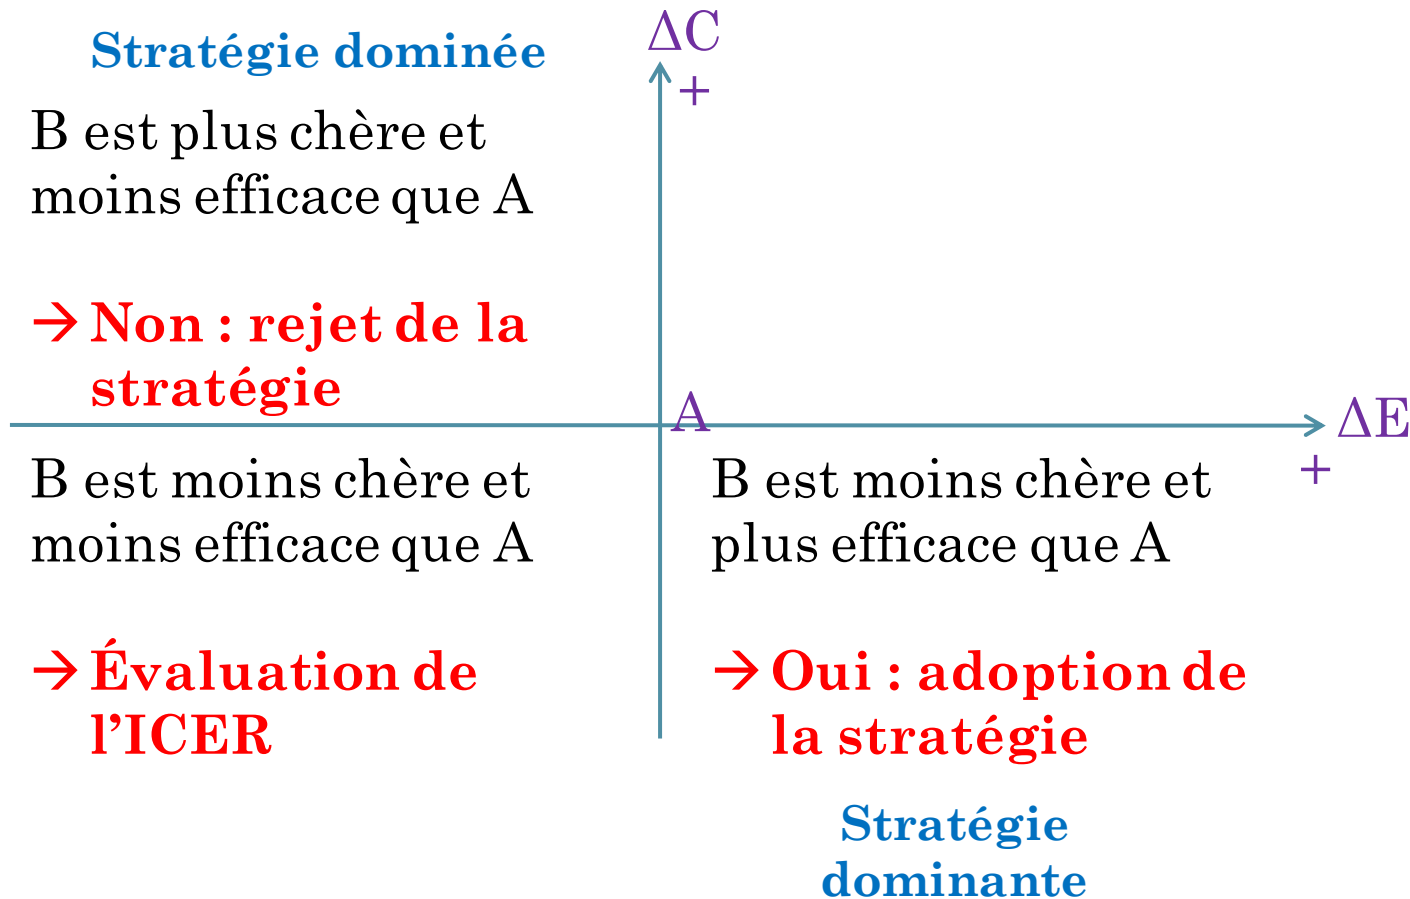 Stratégie dominée
ΔC
+
B est plus chère et
moins efficace que A
→ Non : rejet de la
stratégie
A
ΔE
+
B est moins chère et
moins efficace que A
→ Évaluation de
l’ICER
B est moins chère et
plus efficace que A
→ Oui : adoption de
la stratégie
Stratégie
dominante